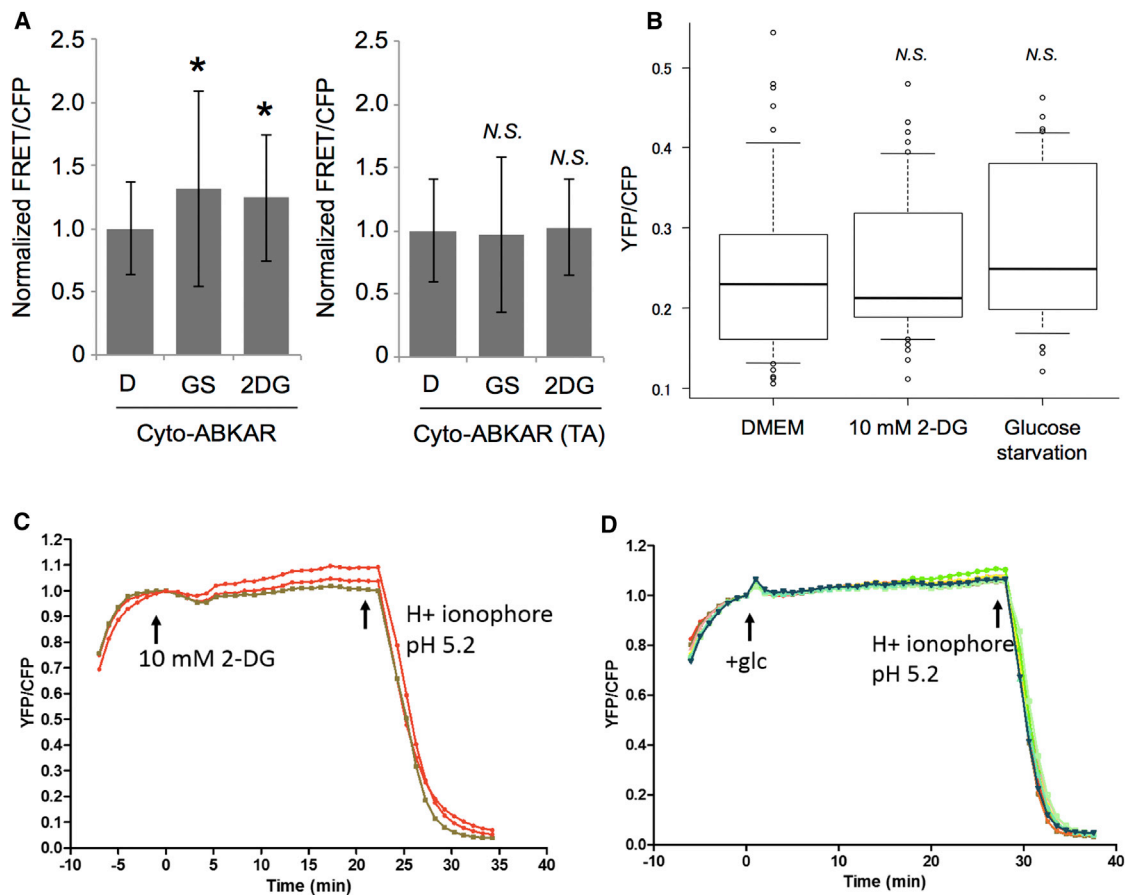 A
Normalized FRET/CFP
2.5
2.0
1.5
1.0
0.5
0
*
*
D GS 2DG
Cyto-ABKAR
Normalized FRET/CFP
2.5
2.0
1.5
1.0
0.5
0
N.S.
N.S.
D GS 2DG
Cyto-ABKAR (TA)
B
YFP/CFP
0.5
0.4
0.3
0.2
0.1
N.S.
N.S.
DMEM
10 mM 2-DG
Glucose
starvation
C
YFP/CFP
1.2
1.1
1.0
0.9
0.8
0.7
0.6
0.5
0.4
0.3
0.2
0.1
0.0
10 mM 2-DG
H+ ionophore
pH 5.2
-10 -5 0 5 10 15 20 25 30 35 40
Time (min)
D
YFP/CFP
1.2
1.0
0.8
0.6
0.4
0.2
0.0
+glc
H+ ionophore
pH 5.2
-10 0 10 20 30 40
Time (min)